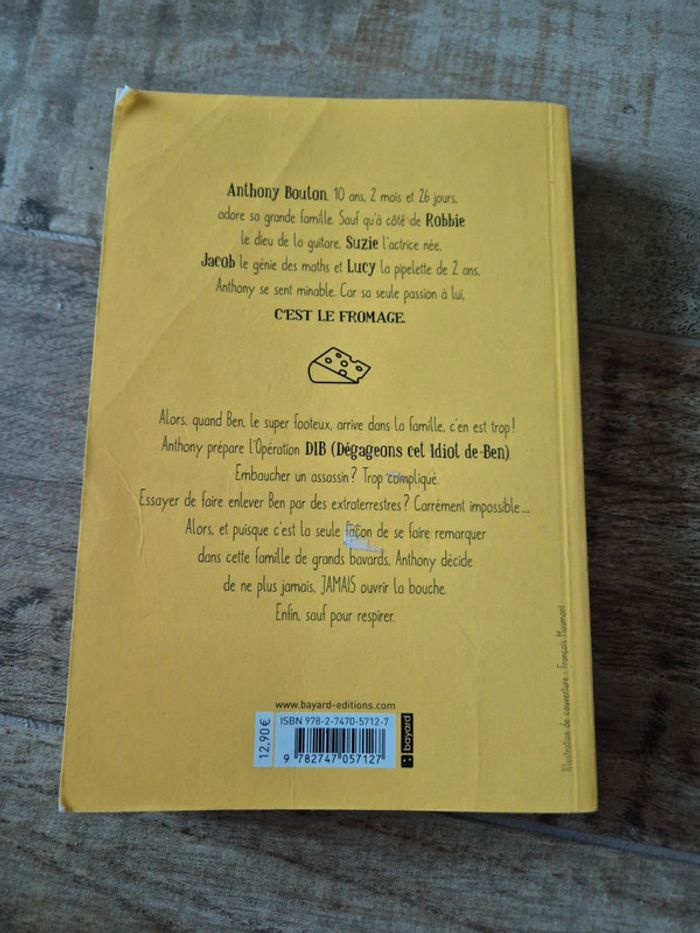 Anthony Bouton, 10 ans, 2 mois et 26 jours,
adore sa grande famille. Sauf qu'à côté de Robbie
le dieu de la guitare, Suzie l'actrice née,
Jacob le génie des maths et Lucy la pipelette de 2 ans,
Anthony se sent minable. Car sa seule passion à lui,
C'EST LE FROMAGE.
Alors, quand Ben, le super footeux, arrive dans la famille, c'en est trop !
Anthony prépare l'Opération DIB (Dégageons cet Idiot de Ben).
Embaucher un assassin ? Trop compliqué.
Essayer de faire enlever Ben par des extraterrestres ? Carrément impossible...
Alors, et puisque c'est la seule façon de se faire remarquer
dans cette famille de grands bavards, Anthony décide
de ne plus jamais, JAMAIS ouvrir la bouche.
Enfin, sauf pour respirer.
www.bayard-editions.com
ISBN 978-2-7470-5712-7
12,90 €
9 782747 057127
bayard
Illustration de couverture : François Maumont